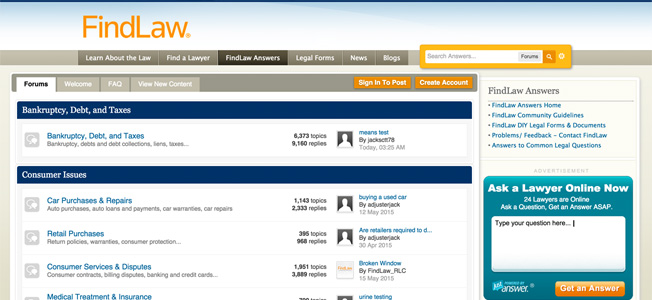 FindLaw®
Learn About the Law Find a Lawyer FindLaw Answers Legal Forms News Blogs
Search Answers... Forums
Forums Welcome FAQ View New Content Sign In To Post Create Account
Bankruptcy, Debt, and Taxes
Bankruptcy, Debt, and Taxes
Bankruptcy, debts and debt collections, liens, taxes...
6,373 topics
9,160 replies
means test
By jacksctt78
Today, 03:25 AM
Consumer Issues
Car Purchases & Repairs
Auto purchases, auto loans and payments, car warranties, car repairs
1,143 topics
2,333 replies
buying a used car
By adjusterjack
12 May 2015
Retail Purchases
Return policies, warranties, consumer protection...
395 topics
968 replies
Are retailers required to d...
By adjusterjack
30 Apr 2015
Consumer Services & Disputes
Consumer contracts, billing disputes, banking and credit cards...
1,951 topics
3,889 replies
FindLaw
Broken Window
By FindLaw_RLC
15 May 2015
Medical Treatment & Insurance
700 topics
urine testing
FindLaw Answers
FindLaw Answers Home
FindLaw Community Guidelines
FindLaw DIY Legal Forms & Documents
Problems/ Feedback - Contact FindLaw
Answers to Common Legal Questions
ADVERTISEMENT
Ask a Lawyer Online Now
24 Lawyers are Online
Ask a Question, Get an Answer ASAP.
Type your question here... |
POWERED BY
Just answer.
Get an Answer